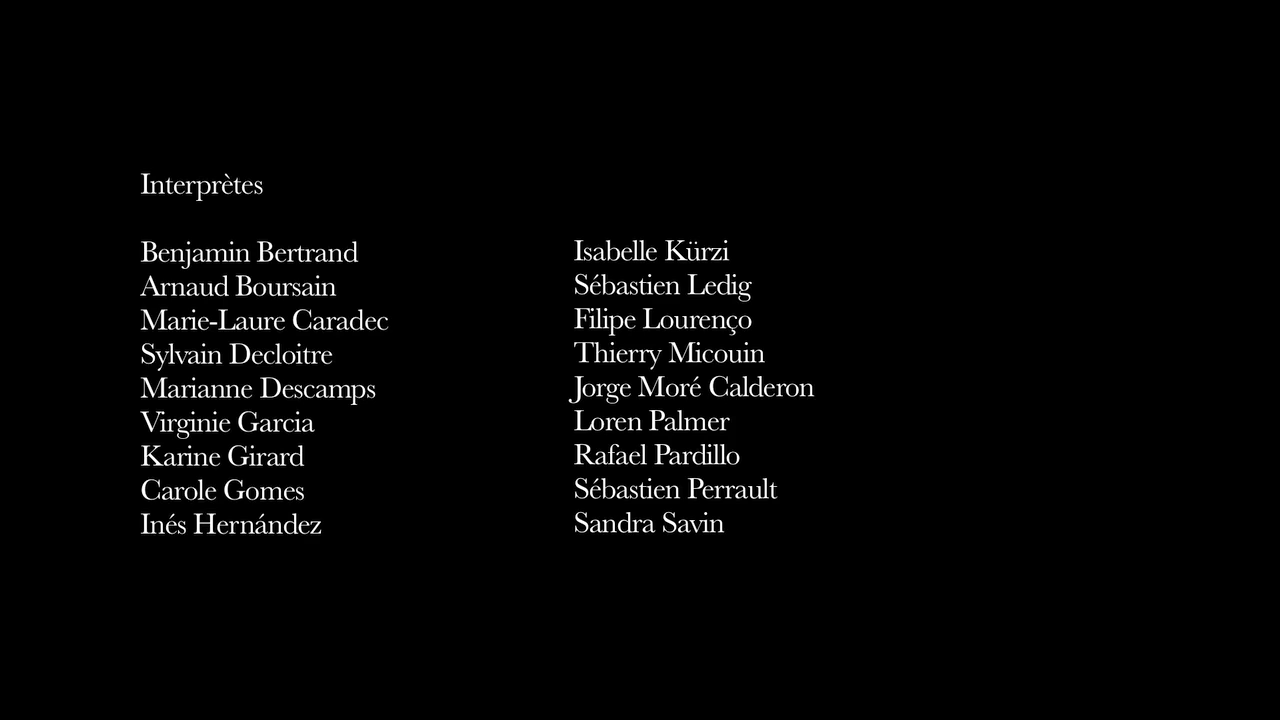 Interprètes
Benjamin Bertrand
Arnaud Boursain
Marie-Laure Caradec
Sylvain Decloitre
Marianne Descamps
Virginie Garcia
Karine Girard
Carole Gomes
Inés Hernández
Isabelle Kürzi
Sébastien Ledig
Filipe Lourenço
Thierry Micouin
Jorge Moré Calderon
Loren Palmer
Rafael Pardillo
Sébastien Perrault
Sandra Savin